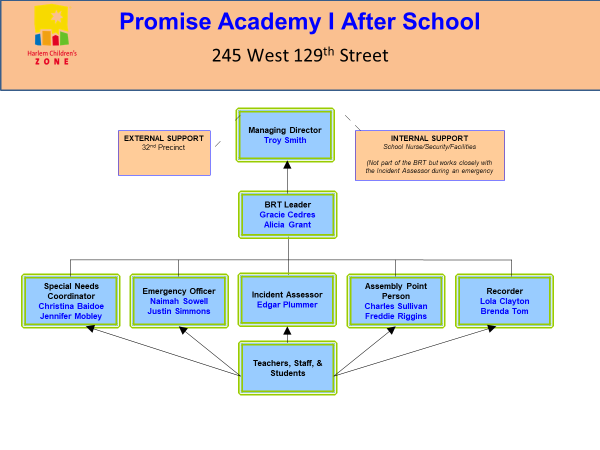 Promise Academy I After School
Harlem Children's
ZONE
245 West 129th Street
EXTERNAL SUPPORT
32nd Precinct
Managing Director
Troy Smith
INTERNAL SUPPORT
School Nurse/Security/Facilities
(Not part of the BRT but works closely with
the Incident Assessor during an emergency
BRT Leader
Gracie Cedres
Alicia Grant
Special Needs
Coordinator
Christina Baidoe
Jennifer Mobley
Emergency Officer
Naimah Sowell
Justin Simmons
Incident Assessor
Edgar Plummer
Assembly Point
Person
Charles Sullivan
Freddie Riggins
Recorder
Lola Clayton
Brenda Tom
Teachers, Staff, &
Students